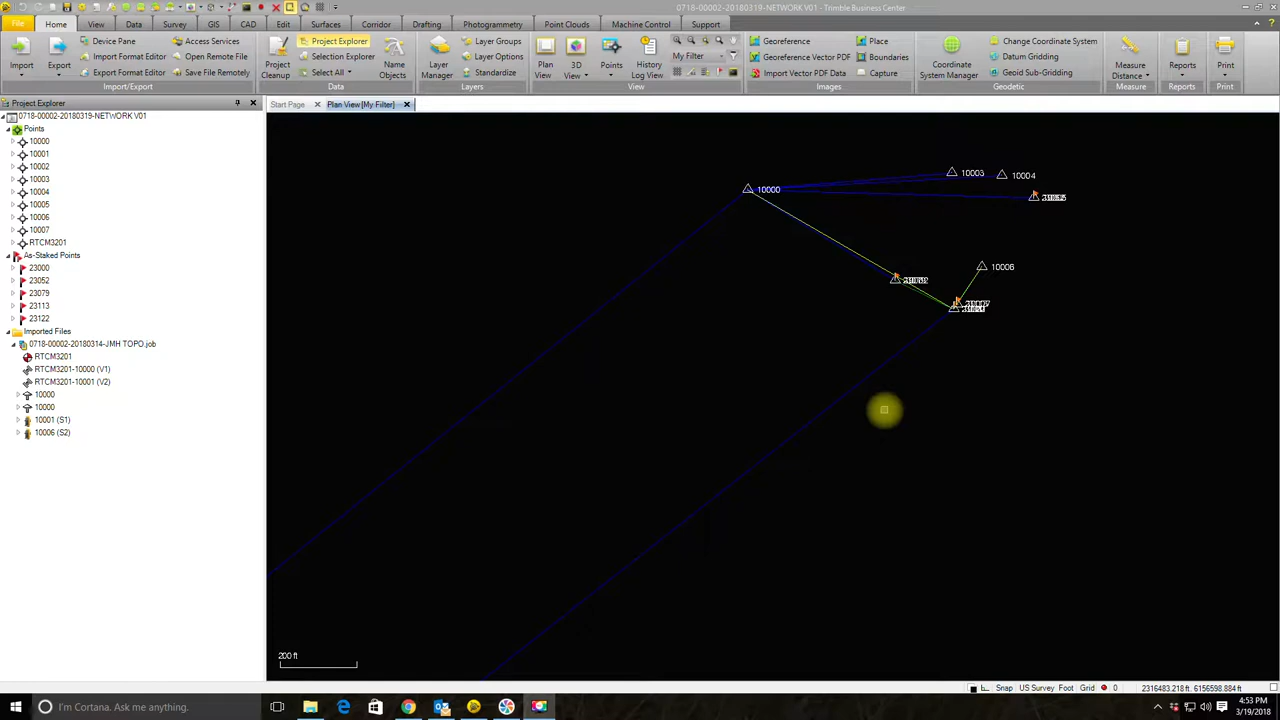 0718-00002-20180319-NETWORK V01 - Trimble Business Center
File Home View Data Survey GIS CAD Edit Surfaces Corridor Drafting Photogrammetry Point Clouds Machine Control Support
Import
Export
Device Pane
Import Format Editor
Export Format Editor
Access Services
Open Remote File
Save File Remotely
Import/Export
Project Cleanup
Project Explorer
Selection Explorer
Select All
Name Objects
Data
Layer Manager
Layer Groups
Layer Options
Standardize
Layers
Plan View
3D View
Points
History Log View
My Filter
View
Georeference
Georeference Vector PDF
Import Vector PDF Data
Place
Boundaries
Capture
Images
Coordinate System Manager
Change Coordinate System
Datum Gridding
Geoid Sub-Gridding
Geodetic
Measure Distance
Measure
Reports
Reports
Print
Print
Project Explorer
Start Page
Plan View [My Filter]
0718-00002-20180319-NETWORK V01
Points
10000
10001
10002
10003
10004
10005
10006
10007
RTCM3201
As-Staked Points
23000
23052
23079
23113
23122
Imported Files
0718-00002-20180314-JMH TOPO.job
RTCM3201
RTCM3201-10000 (V1)
RTCM3201-10001 (V2)
10000
10000
10001 (S1)
10006 (S2)
10000
10003
10004
10006
200 ft
Snap US Survey Foot Grid 0 2316483.218 ft, 6156598.884 ft
I'm Cortana. Ask me anything.
4:53 PM
3/19/2018